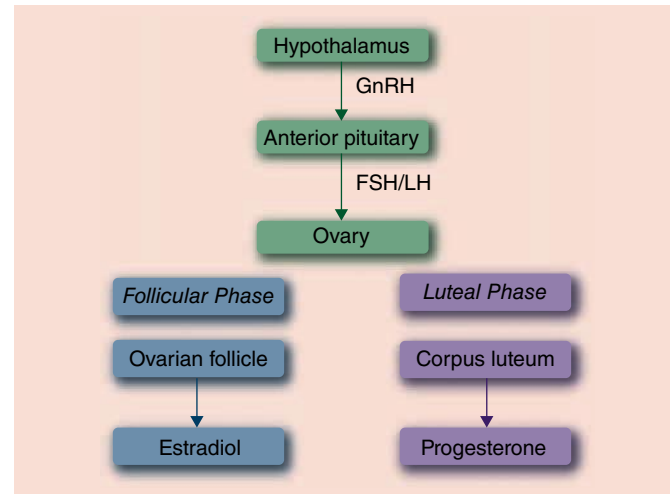 Hypothalamus
GnRH
Anterior pituitary
FSH/LH
Ovary
Follicular Phase
Ovarian follicle
Estradiol
Luteal Phase
Corpus luteum
Progesterone